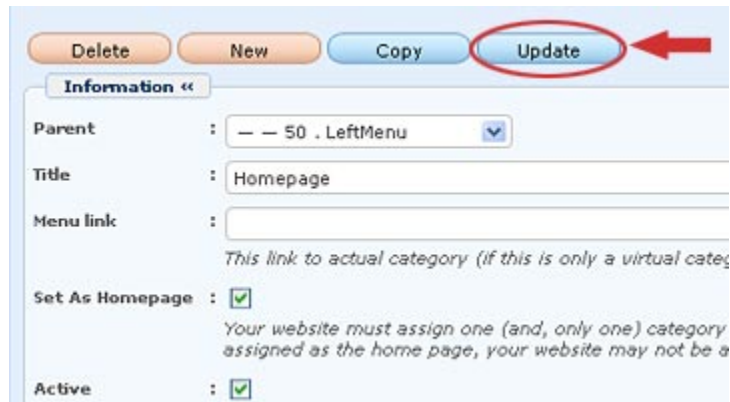 Delete New Copy Update
Information «
Parent : — — 50 . LeftMenu
Title : Homepage
Menu link :
This link to actual category (if this is only a virtual categ
Set As Homepage :
Your website must assign one (and, only one) category
assigned as the home page, your website may not be a
Active :